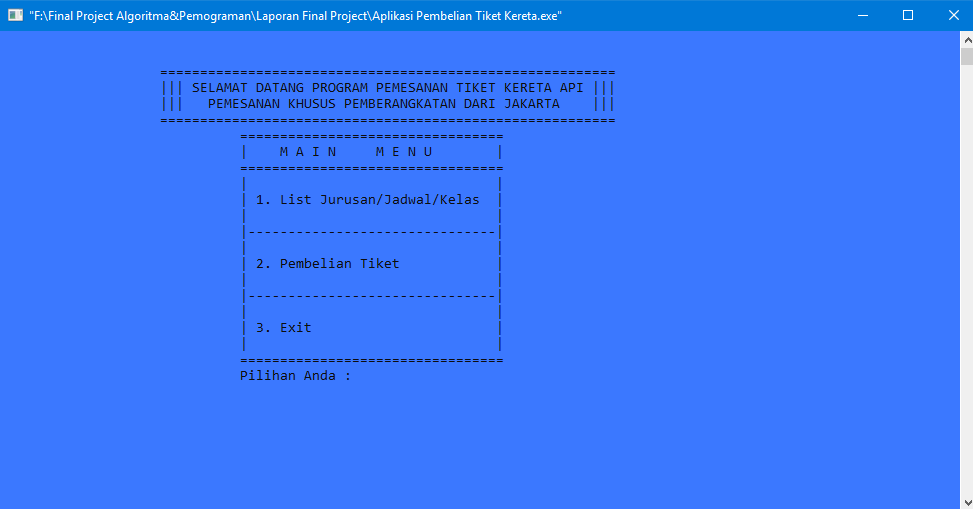 "F:\Final Project Algoritma&Pemograman\Laporan Final Project\Aplikasi Pembelian Tiket Kereta.exe"
=========================================================
||| SELAMAT DATANG PROGRAM PEMESANAN TIKET KERETA API |||
|||   PEMESANAN KHUSUS PEMBERANGKATAN DARI JAKARTA    |||
=========================================================
=================================
|    M A I N     M E N U        |
=================================
|                               |
| 1. List Jurusan/Jadwal/Kelas  |
|                               |
|-------------------------------|
|                               |
| 2. Pembelian Tiket            |
|                               |
|-------------------------------|
|                               |
| 3. Exit                       |
|                               |
=================================
Pilihan Anda :